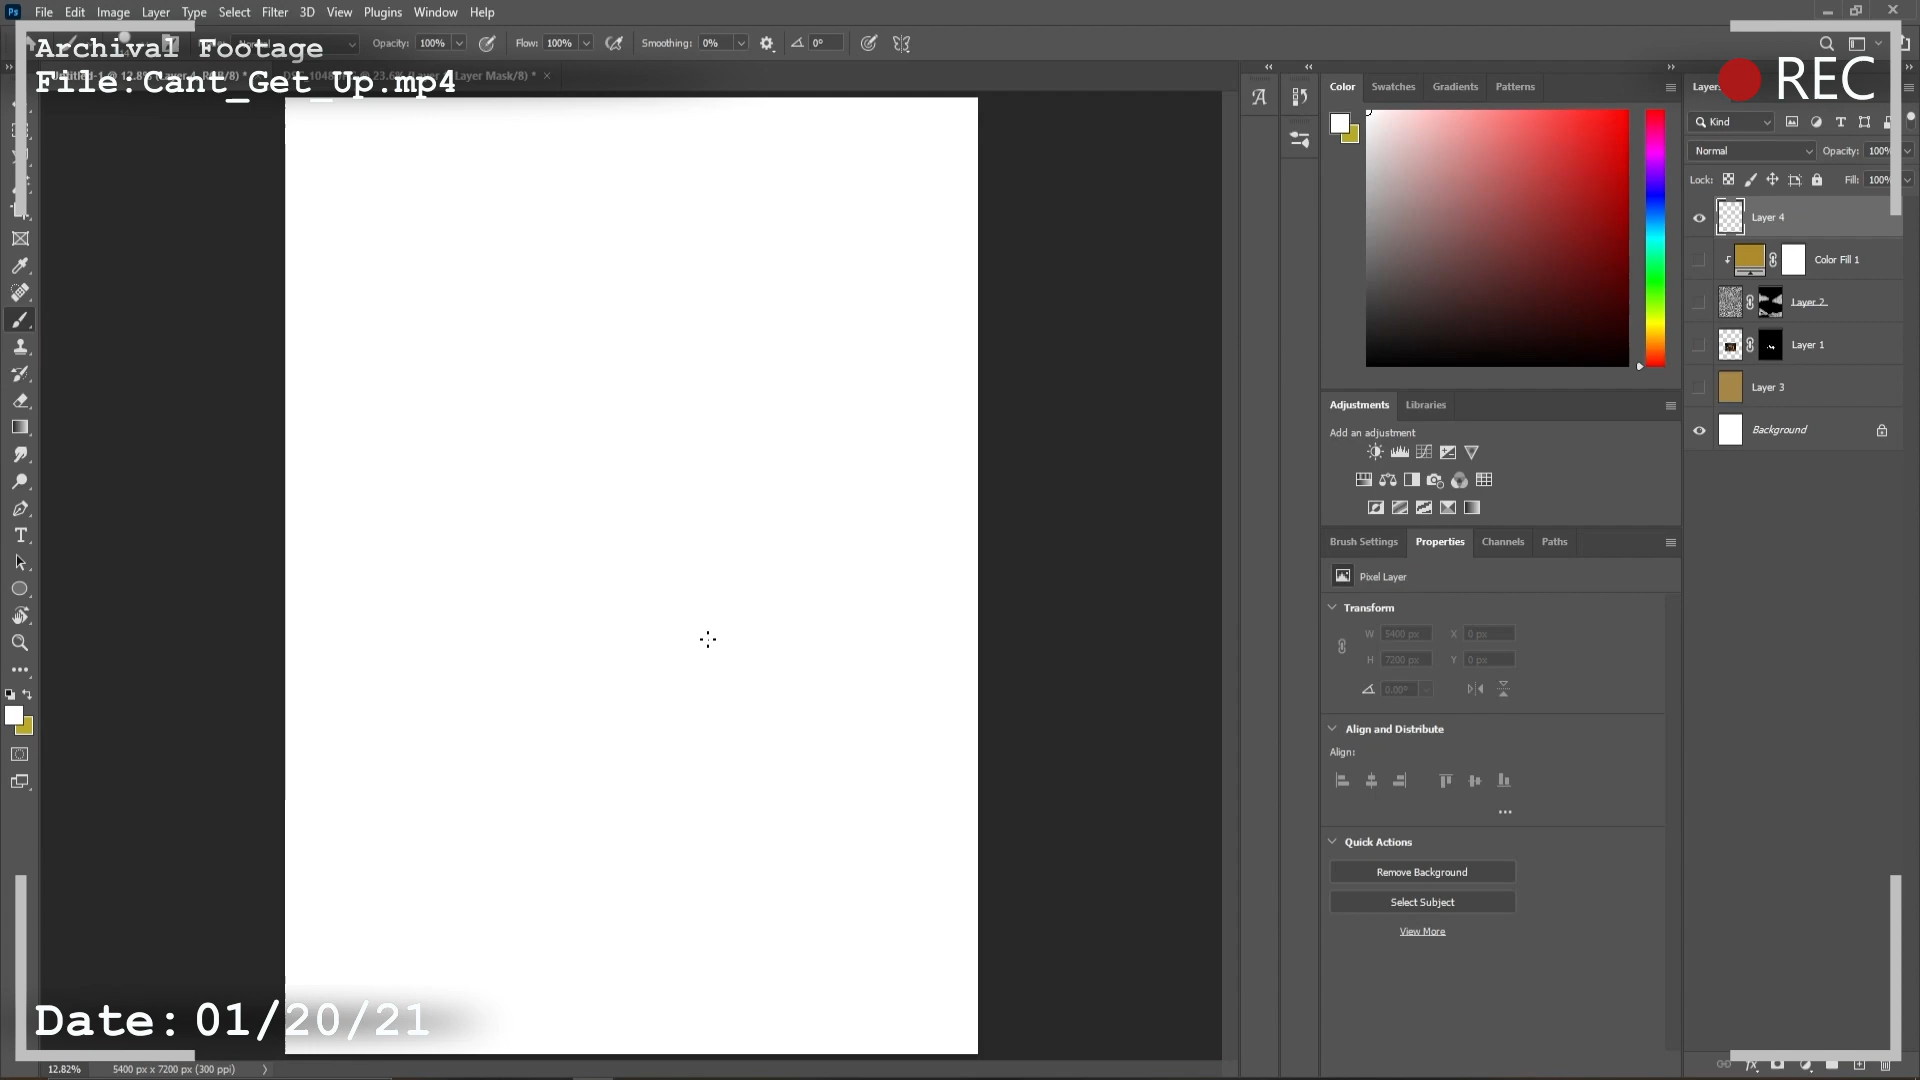 Ps File Edit Image Layer Type Select Filter 3D View Plugins Window Help
Archival Footage
File:Cant_Get_Up.mp4
Opacity: 100% Flow: 100% Smoothing: 0% 0°
REC
Color Swatches Gradients Patterns
Layers
Kind
Normal Opacity: 100%
Lock: Fill: 100%
Layer 4
Color Fill 1
Layer 2
Layer 1
Layer 3
Background
Adjustments Libraries
Add an adjustment
Brush Settings Properties Channels Paths
Pixel Layer
Transform
W 5400 px X 0 px
H 7200 px Y 0 px
0.00°
Align and Distribute
Align:
Quick Actions
Remove Background
Select Subject
View More
Date: 01/20/21
12.82% 5400 px x 7200 px (300 ppi)